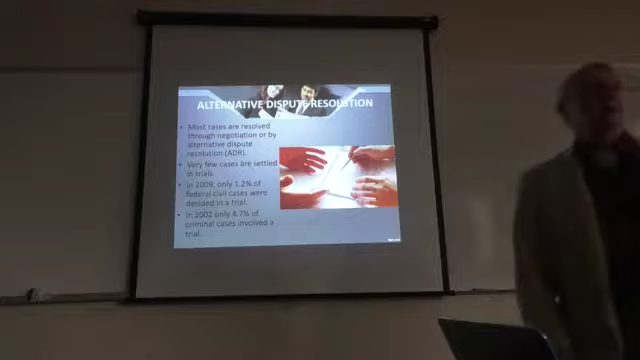 ALTERNATIVE DISPUTE RESOLUTION
• Most cases are resolved
through negotiation or by
alternative dispute
resolution (ADR).
• Very few cases are settled
in trials.
• In 2009, only 1.2% of
federal civil cases were
decided in a trial.
• In 2002 only 4.7% of
criminal cases involved a
trial.